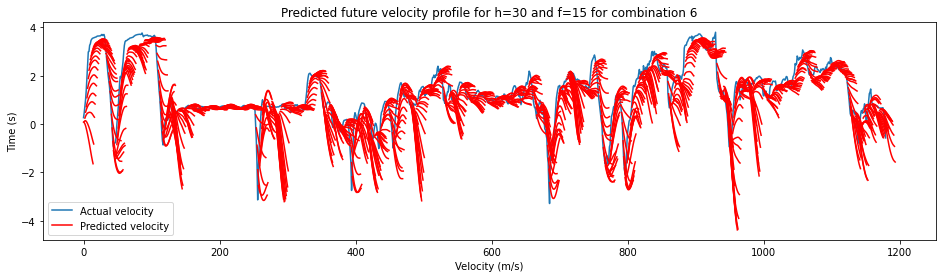 Predicted future velocity profile for h=30 and f=15 for combination 6
4
2
0
−2
−4
Time (s)
Actual velocity
Predicted velocity
0 200 400 600 800 1000 1200
Velocity (m/s)